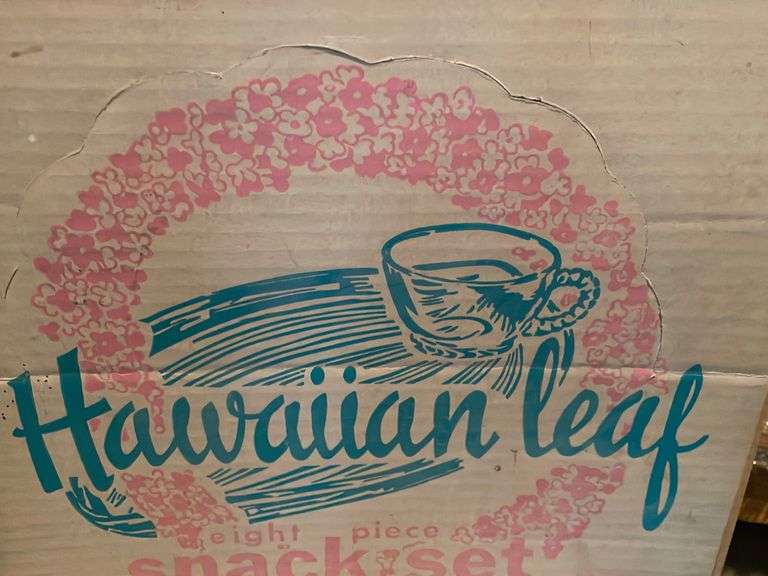 Hawaiian leaf
eight piece
snack set